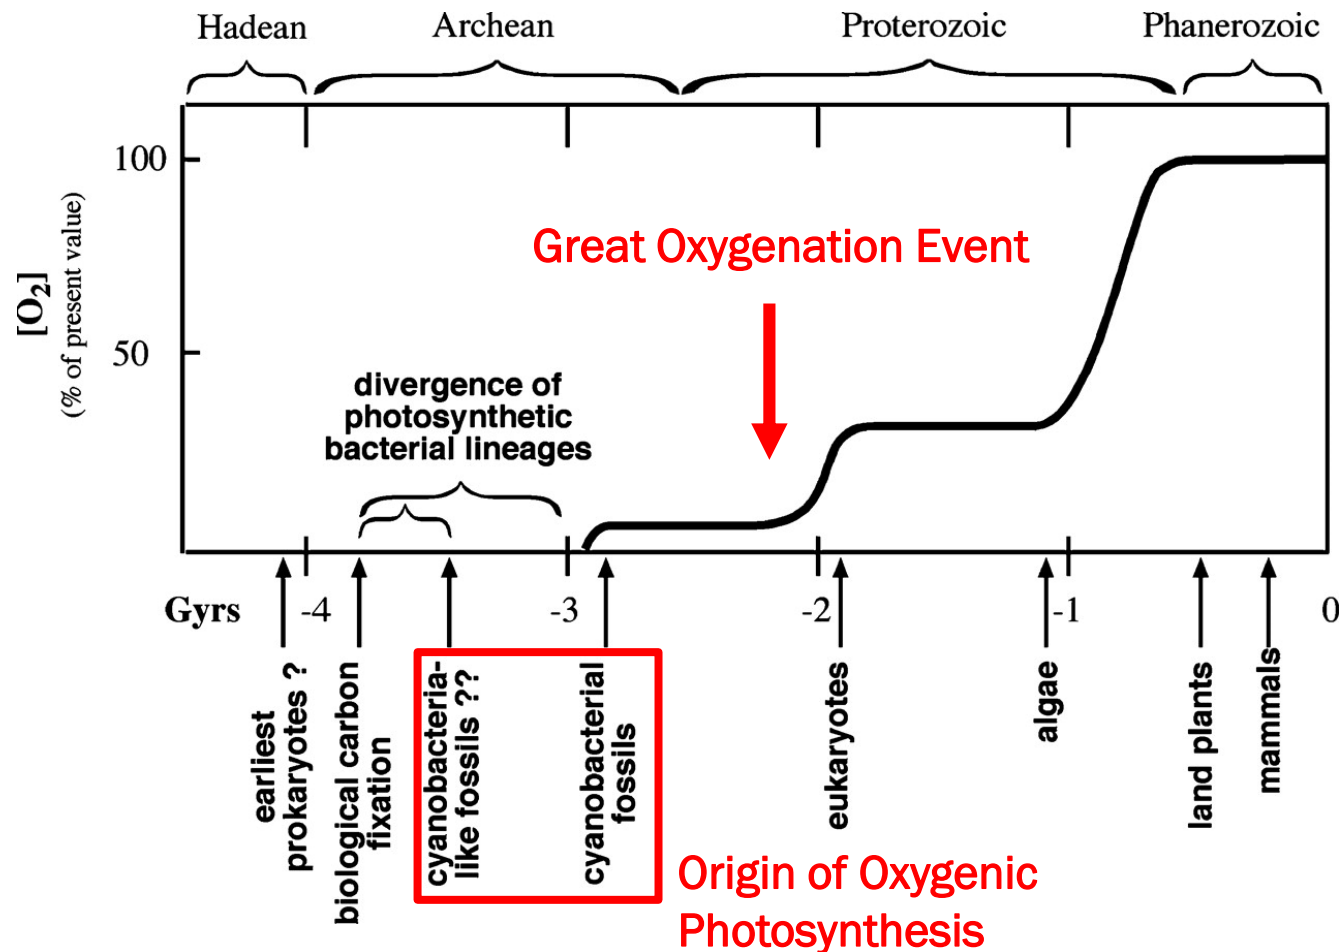 Hadean
Archean
Proterozoic
Phanerozoic
100
50
[O2]
(% of present value)
Great Oxygenation Event
divergence of
photosynthetic
bacterial lineages
Gyrs
-4
-3
-2
-1
0
earliest
prokaryotes ?
biological carbon
fixation
cyanobacteria-
like fossils ??
cyanobacterial
fossils
eukaryotes
algae
land plants
mammals
Origin of Oxygenic
Photosynthesis